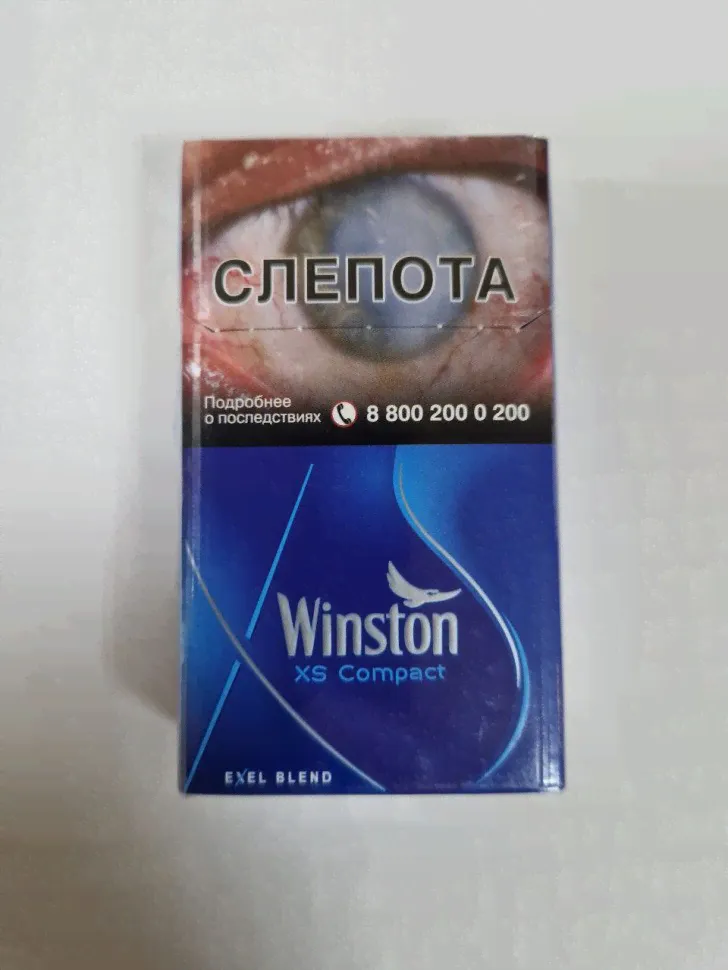 СЛЕПОТА
Подробнее
о последствиях 8 800 200 0 200
Winston
XS Compact
EXEL BLEND